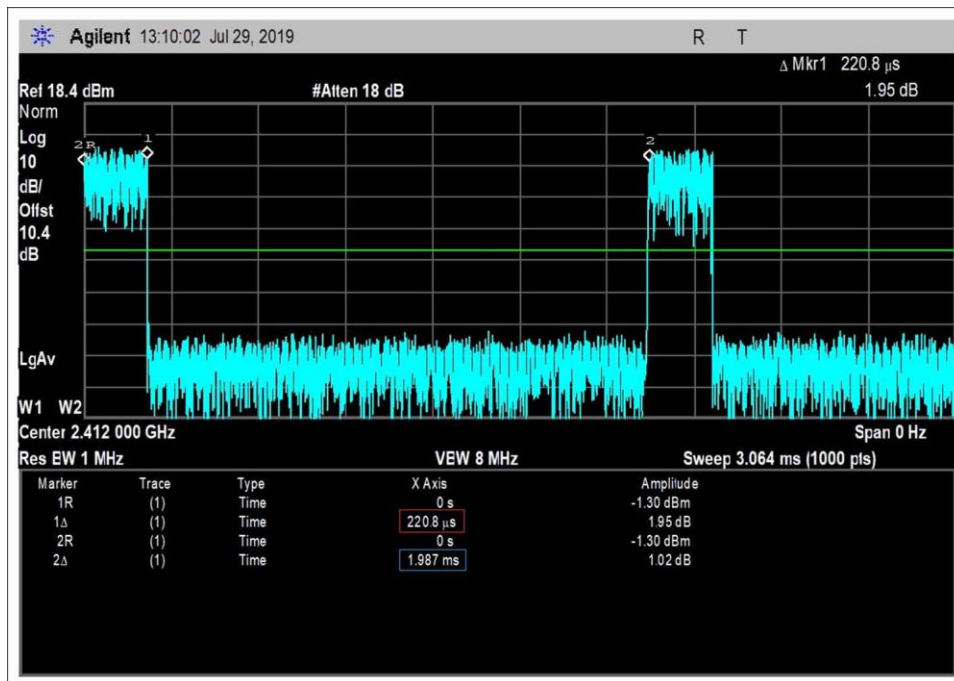 Agilent 13:10:02 Jul 29, 2019 R T
Δ Mkr1 220.8 μs
Ref 18.4 dBm #Atten 18 dB 1.95 dB
Norm
Log
10
dB/
Offst
10.4
dB
LgAv
W1 W2
2R 1 2
Center 2.412 000 GHz Span 0 Hz
Res BW 1 MHz VBW 8 MHz Sweep 3.064 ms (1000 pts)
Marker Trace Type X Axis Amplitude
1R (1) Time 0 s -1.30 dBm
1Δ (1) Time 220.8 μs 1.95 dB
2R (1) Time 0 s -1.30 dBm
2Δ (1) Time 1.987 ms 1.02 dB